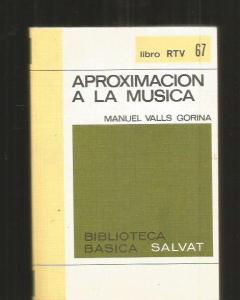 libro RTV 67
APROXIMACION
A LA MUSICA
MANUEL VALLS GORINA
BIBLIOTECA
BASICA SALVAT